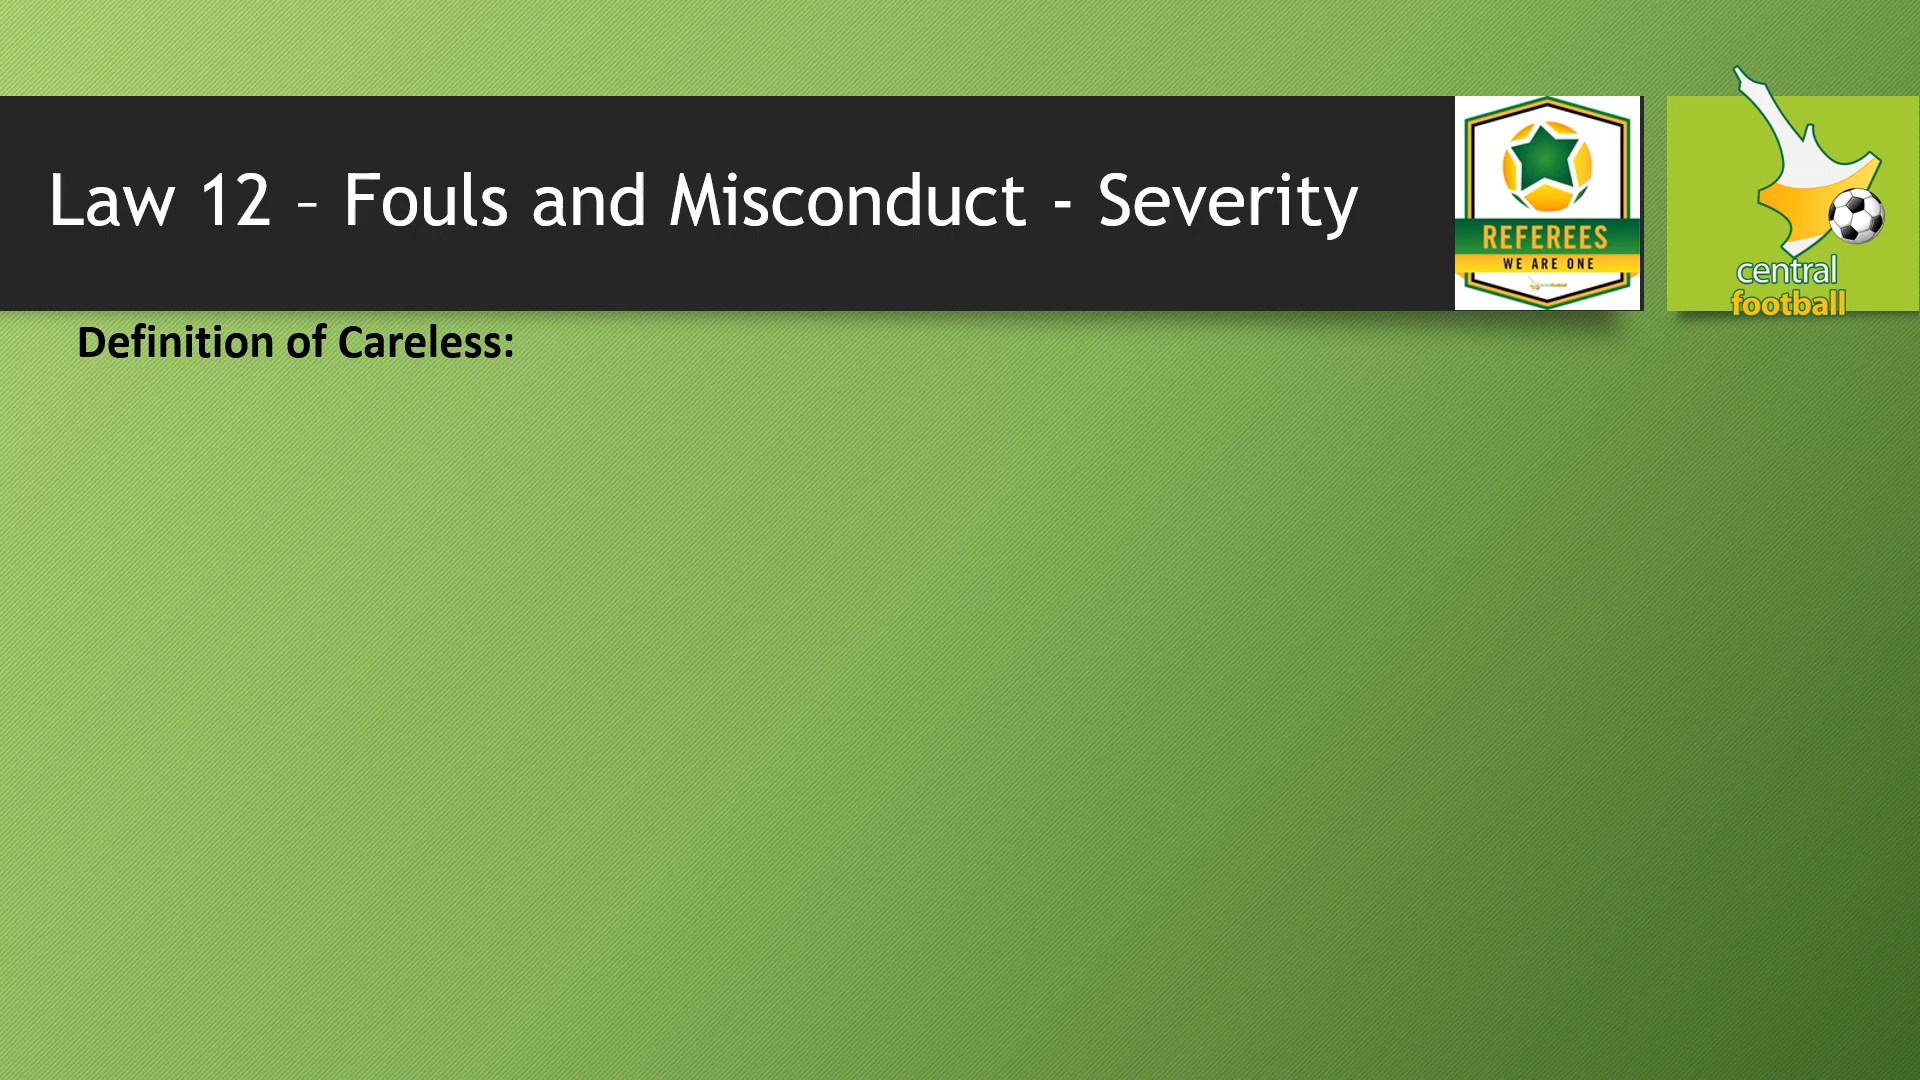 Law 12 – Fouls and Misconduct - Severity
REFEREES
WE ARE ONE
central
football
Definition of Careless: